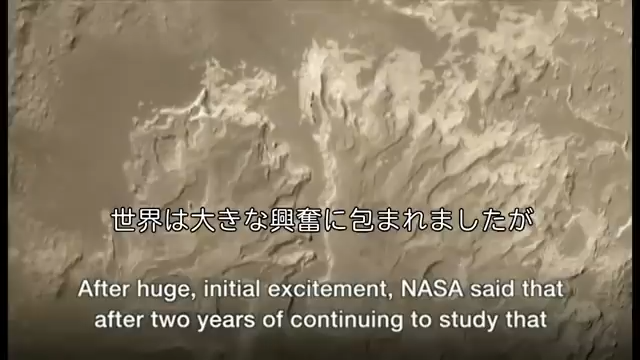 世界は大きな興奮に包まれましたが
After huge, initial excitement, NASA said that
after two years of continuing to study that